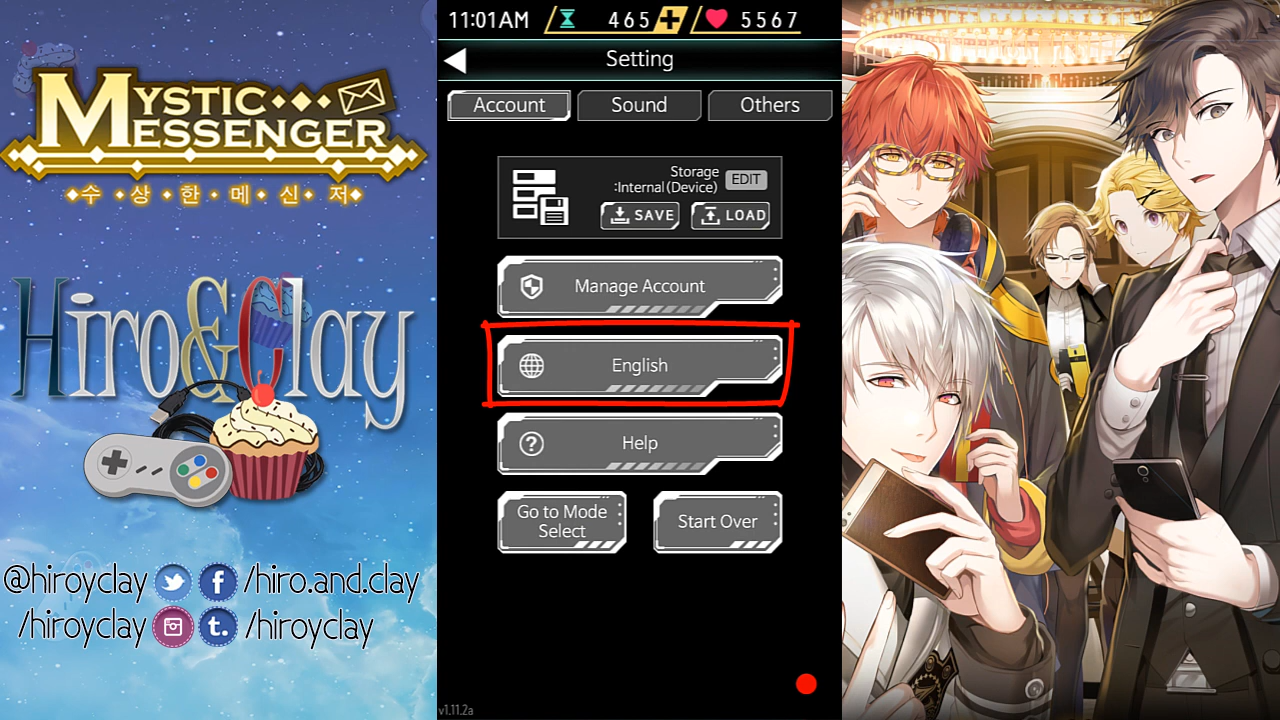 MYSTIC
MESSENGER
수상한메신저
Hiro&Clay
@hiroyclay
/hiro.and.clay
/hiroyclay
t.
/hiroyclay
11:01AM
465
5567
Setting
Account
Sound
Others
Storage
:Internal(Device)
EDIT
SAVE
LOAD
Manage Account
English
Help
Go to Mode
Select
Start Over
v1.11.2a